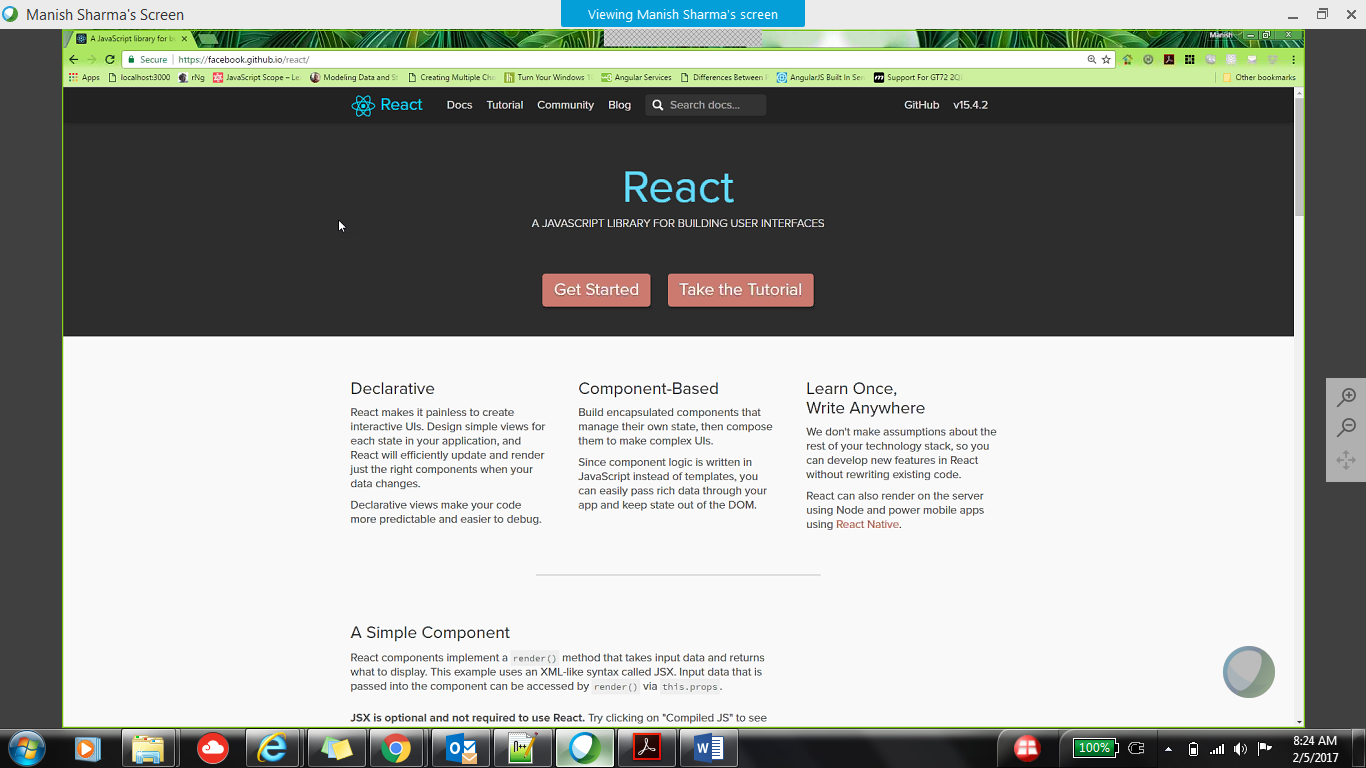 Manish Sharma's Screen
Viewing Manish Sharma's screen
A JavaScript library for bu
Manish
Secure
https://facebook.github.io/react/
Apps
localhost:3000
rNg
JavaScript Scope – Le
Modeling Data and St
Creating Multiple Ch
Turn Your Windows 1
Angular Services
Differences Between
AngularJS Built In Ser
Support For GT72 2Q
Other bookmarks
React
Docs
Tutorial
Community
Blog
Search docs...
GitHub
v15.4.2
React
A JAVASCRIPT LIBRARY FOR BUILDING USER INTERFACES
Get Started
Take the Tutorial
Declarative
React makes it painless to create
interactive UIs. Design simple views for
each state in your application, and
React will efficiently update and render
just the right components when your
data changes.
Declarative views make your code
more predictable and easier to debug.
Component-Based
Build encapsulated components that
manage their own state, then compose
them to make complex UIs.
Since component logic is written in
JavaScript instead of templates, you
can easily pass rich data through your
app and keep state out of the DOM.
Learn Once,
Write Anywhere
We don't make assumptions about the
rest of your technology stack, so you
can develop new features in React
without rewriting existing code.
React can also render on the server
using Node and power mobile apps
using React Native.
A Simple Component
React components implement a render() method that takes input data and returns
what to display. This example uses an XML-like syntax called JSX. Input data that is
passed into the component can be accessed by render() via this.props.
JSX is optional and not required to use React. Try clicking on "Compiled JS" to see
100%
8:24 AM
2/5/2017